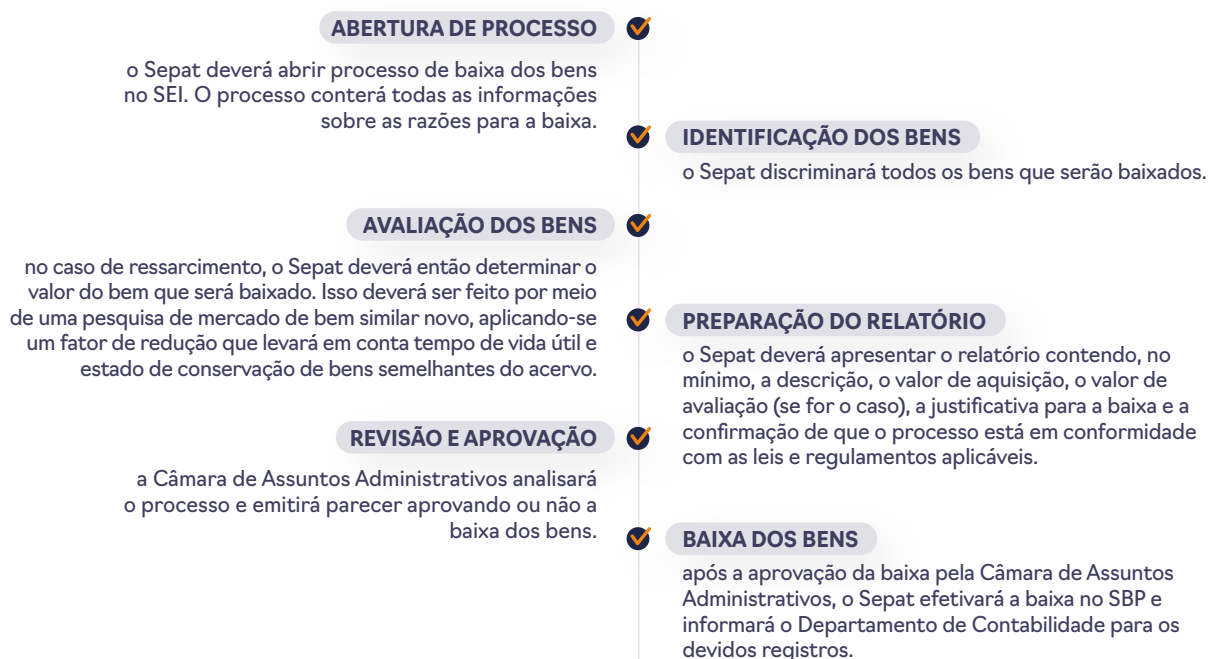 ABERTURA DE PROCESSO
o Sepat deverá abrir processo de baixa dos bens
no SEI. O processo conterá todas as informações
sobre as razões para a baixa.
IDENTIFICAÇÃO DOS BENS
o Sepat discriminará todos os bens que serão baixados.
AVALIAÇÃO DOS BENS
no caso de ressarcimento, o Sepat deverá então determinar o
valor do bem que será baixado. Isso deverá ser feito por meio
de uma pesquisa de mercado de bem similar novo, aplicando-se
um fator de redução que levará em conta tempo de vida útil e
estado de conservação de bens semelhantes do acervo.
PREPARAÇÃO DO RELATÓRIO
o Sepat deverá apresentar o relatório contendo, no
mínimo, a descrição, o valor de aquisição, o valor de
avaliação (se for o caso), a justificativa para a baixa e a
confirmação de que o processo está em conformidade
com as leis e regulamentos aplicáveis.
REVISÃO E APROVAÇÃO
a Câmara de Assuntos Administrativos analisará
o processo e emitirá parecer aprovando ou não a
baixa dos bens.
BAIXA DOS BENS
após a aprovação da baixa pela Câmara de Assuntos
Administrativos, o Sepat efetivará a baixa no SBP e
informará o Departamento de Contabilidade para os
devidos registros.